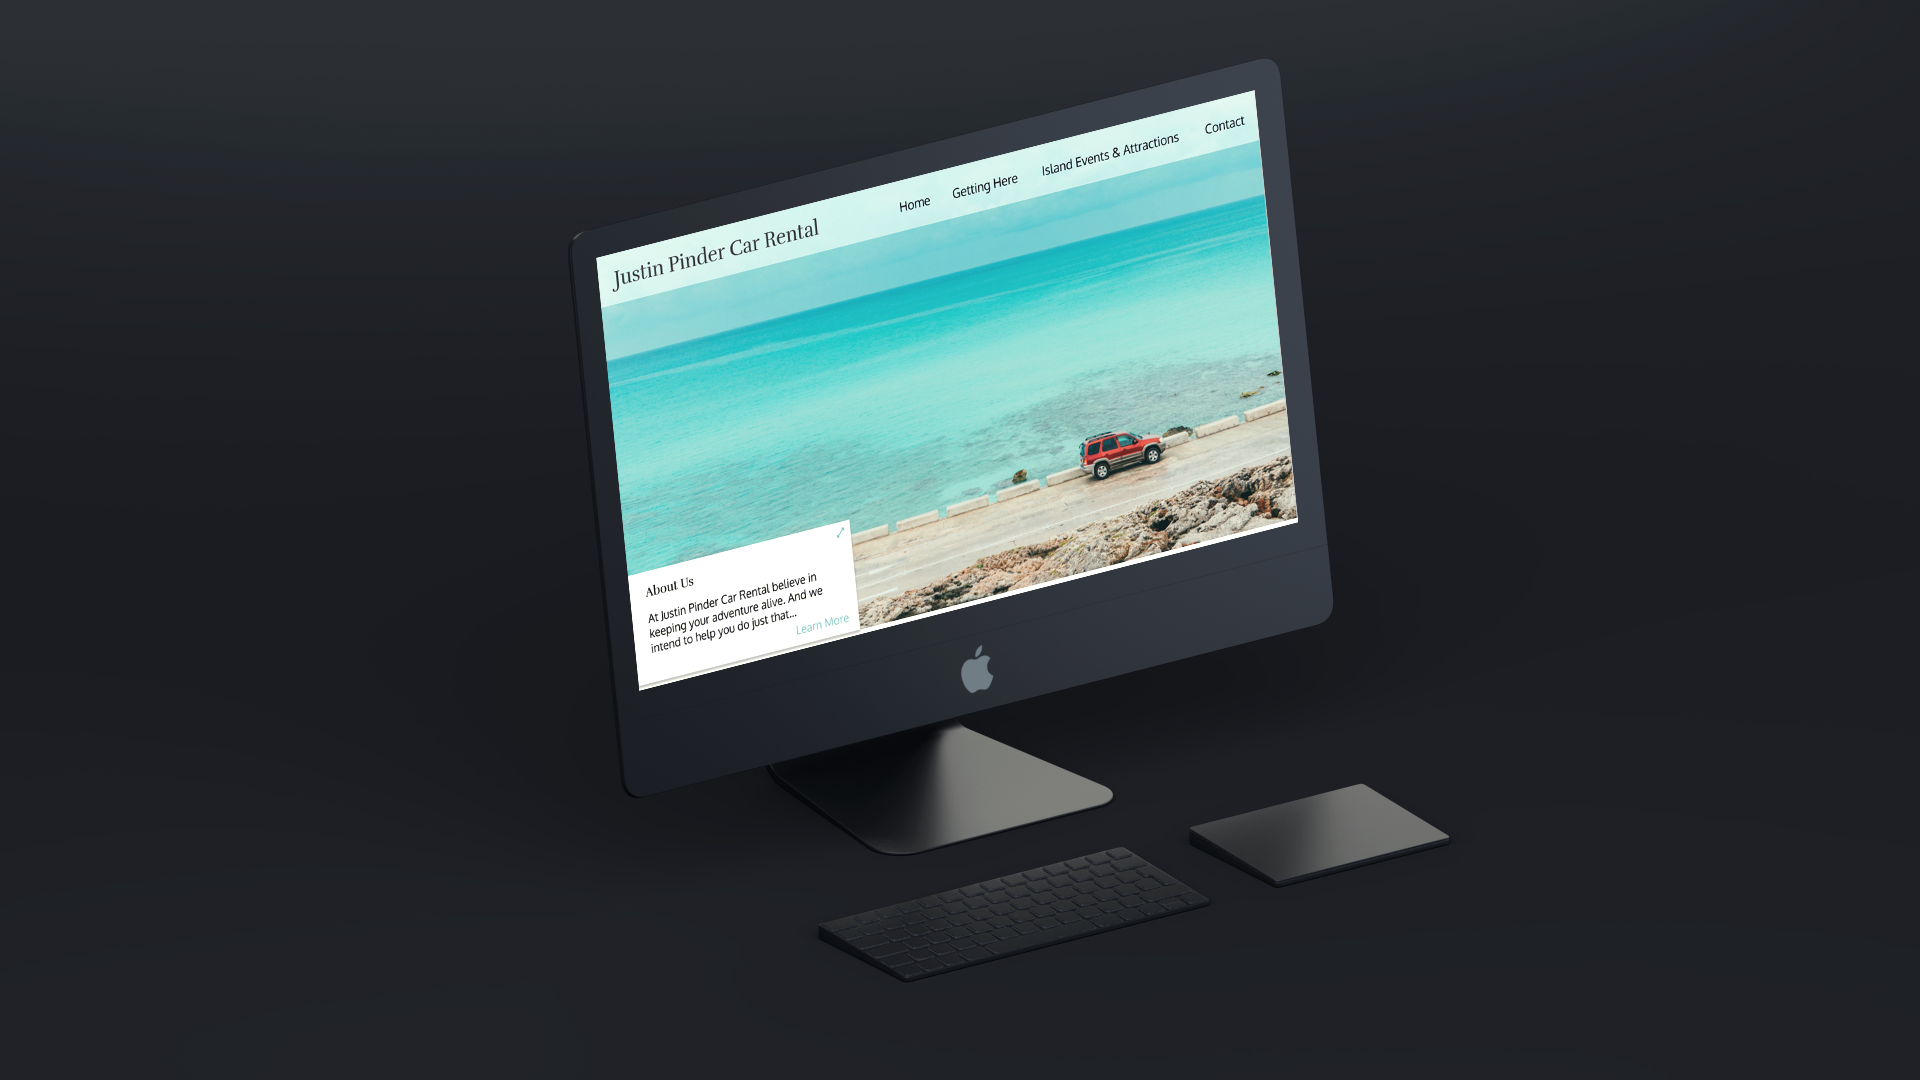 Justin Pinder Car Rental
Home
Getting Here
Island Events & Attractions
Contact
About Us
At Justin Pinder Car Rental believe in
keeping your adventure alive. And we
intend to help you do just that...
Learn More